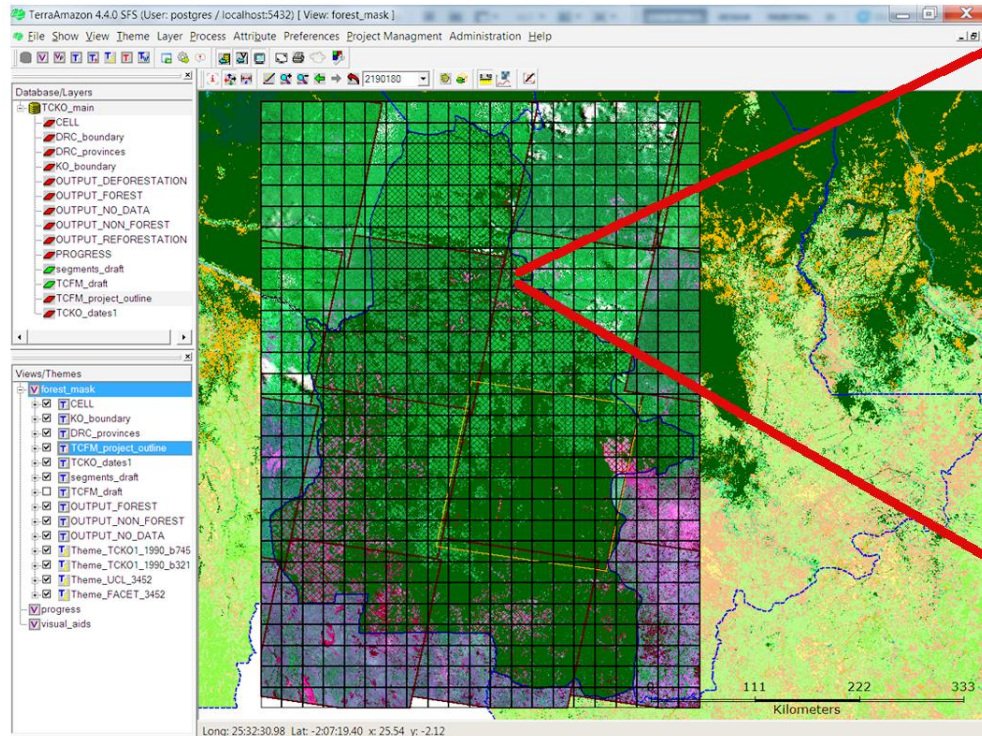 TerraAmazon 4.4.0 SFS (User: postgres / localhost:5432) [ View: forest_mask ]
File Show View Theme Layer Process Attribute Preferences Project Managment Administration Help
2190180
Database/Layers
TCKO_main
CELL
DRC_boundary
DRC_provinces
KO_boundary
OUTPUT_DEFORESTATION
OUTPUT_FOREST
OUTPUT_NO_DATA
OUTPUT_NON_FOREST
OUTPUT_REFORESTATION
PROGRESS
segments_draft
TCFM_draft
TCFM_project_outline
TCKO_dates1
Views/Themes
forest_mask
CELL
KO_boundary
DRC_provinces
TCFM_project_outline
TCKO_dates1
segments_draft
TCFM_draft
OUTPUT_FOREST
OUTPUT_NON_FOREST
OUTPUT_NO_DATA
Theme_TCKO1_1990_b745
Theme_TCKO1_1990_b321
Theme_UCL_3452
Theme_FACET_3452
progress
visual_aids
111 222 333
Kilometers
Long: 25:32:30.98 Lat: -2:07:19.40 x: 25.54 y: -2.12